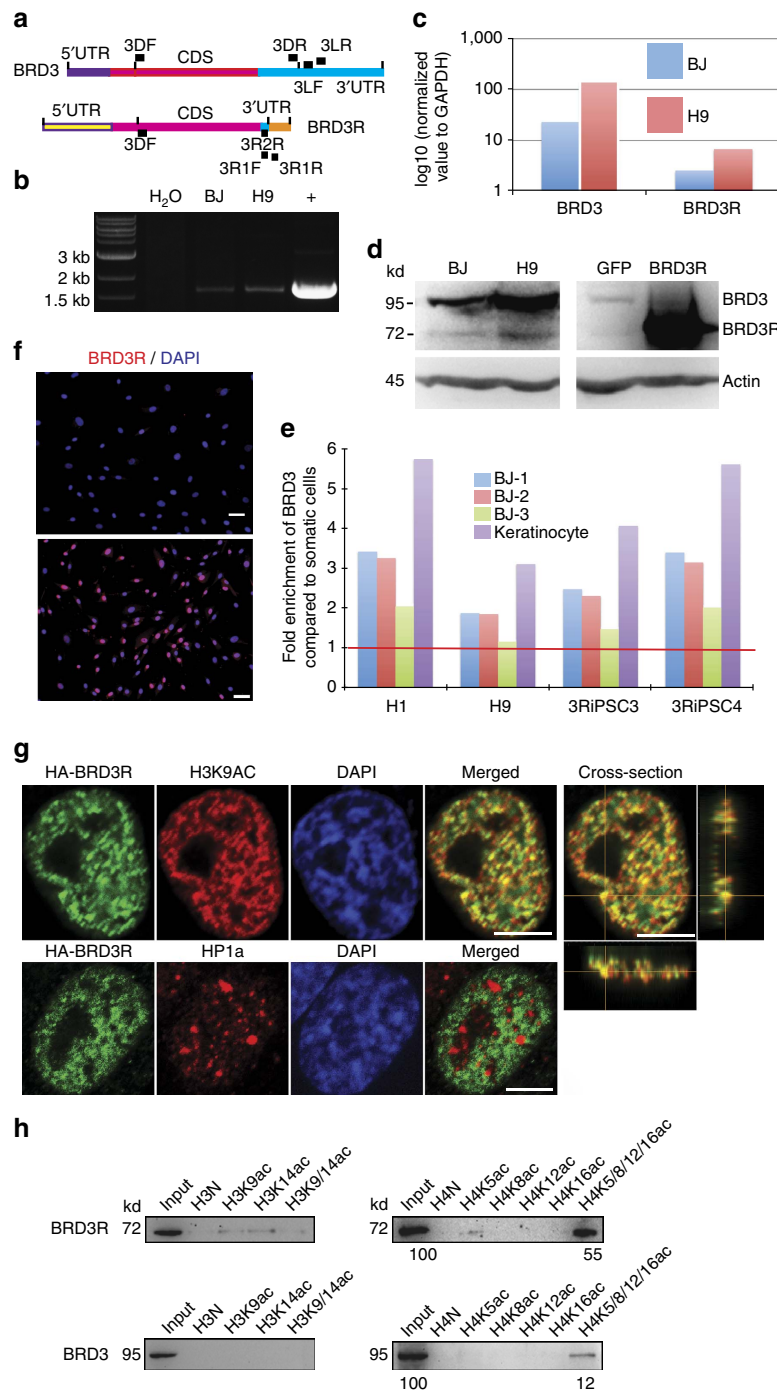 a
5′UTR 3DF CDS 3DR 3LR
BRD3
3LF 3′UTR
5′UTR CDS 3′UTR
BRD3R
3DF 3R2R
3R1F 3R1R
b
H2O BJ H9 +
3 kb
2 kb
1.5 kb
c
log10 (normalized
value to GAPDH)
1,000
100
10
1
BJ
H9
BRD3 BRD3R
d
kd BJ H9 GFP BRD3R
95 BRD3
72 BRD3R
45 Actin
f
BRD3R / DAPI
e
Fold enrichment of BRD3
compared to somatic cellls
6
5
4
3
2
1
0
BJ-1
BJ-2
BJ-3
Keratinocyte
H1 H9 3RiPSC3 3RiPSC4
g
HA-BRD3R H3K9AC DAPI Merged Cross-section
HA-BRD3R HP1a DAPI Merged
h
kd Input H3N H3K9ac H3K14ac H3K9/14ac
BRD3R 72
kd Input H4N H4K5ac H4K8ac H4K12ac H4K16ac H4K5/8/12/16ac
72
100 55
Input H3N H3K9ac H3K14ac H3K9/14ac
BRD3 95
Input H4N H4K5ac H4K8ac H4K12ac H4K16ac H4K5/8/12/16ac
95
100 12